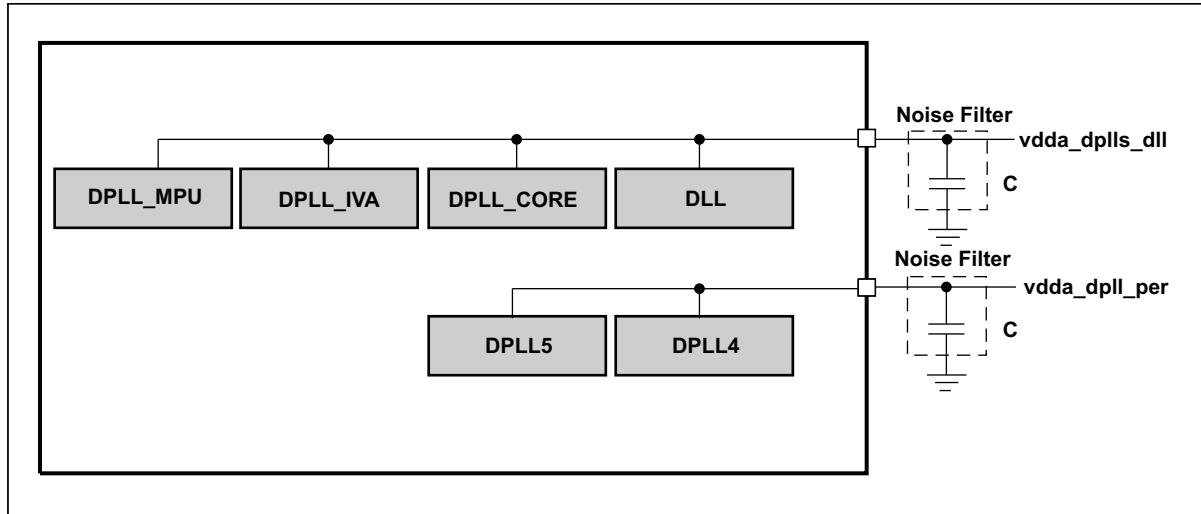 Noise Filter
vdda_dplls_dll
DPLL_MPU
DPLL_IVA
DPLL_CORE
DLL
C
Noise Filter
vdda_dpll_per
DPLL5
DPLL4
C